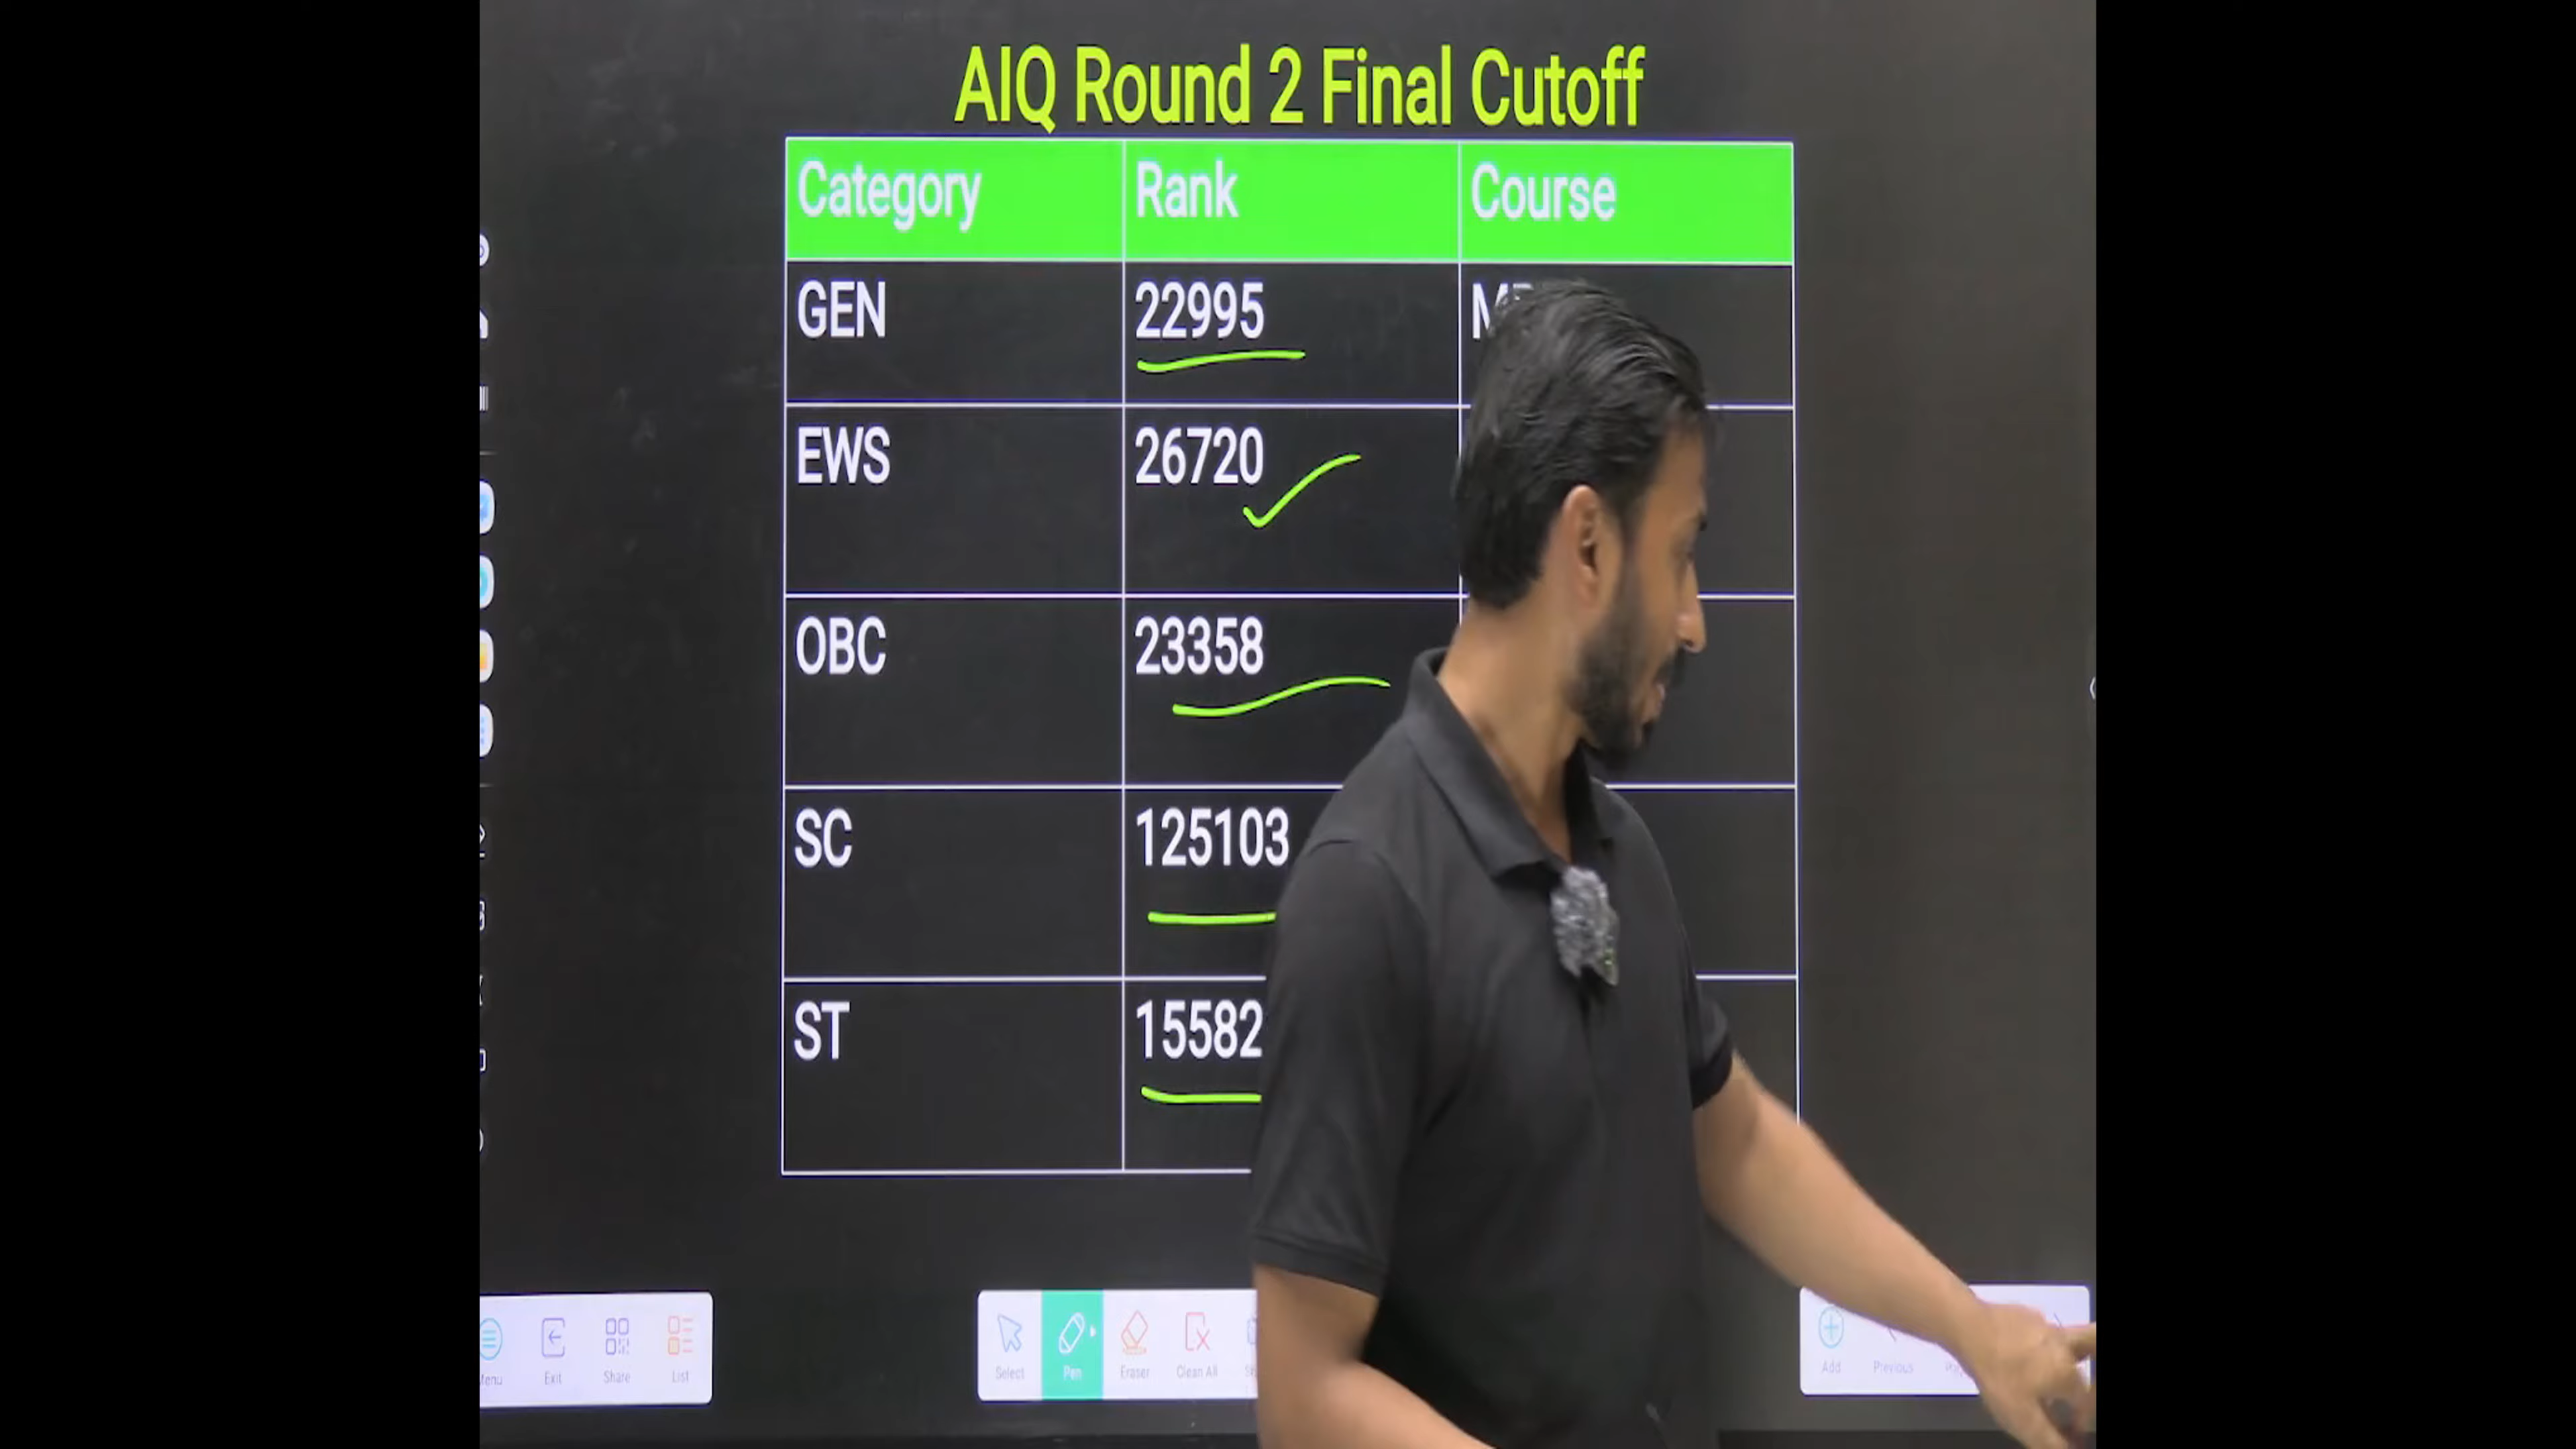 AIQ Round 2 Final Cutoff
Category Rank Course
GEN 22995
EWS 26720
OBC 23358
SC 125103
ST 15582
Exit Share List
Select Pen Eraser Clean All
Add Previous